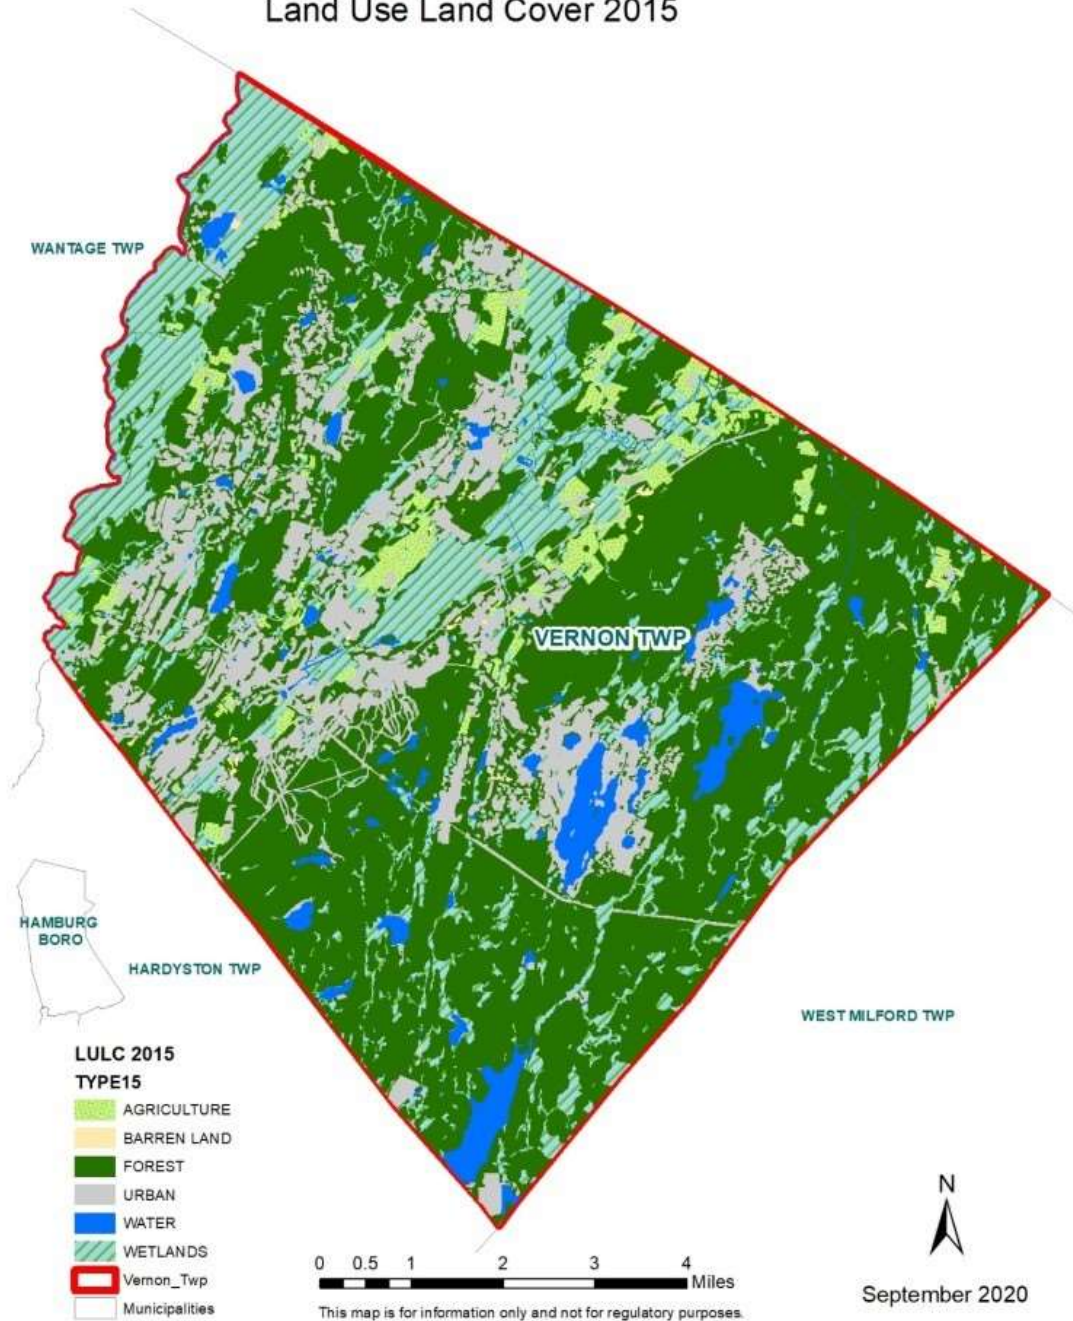 Land Use Land Cover 2015
WANTAGE TWP
VERNON TWP
HAMBURG
BORO
HARDYSTON TWP
WEST MILFORD TWP
LULC 2015
TYPE15
AGRICULTURE
BARREN LAND
FOREST
URBAN
WATER
WETLANDS
Vernon_Twp
Municipalities
0 0.5 1 2 3 4
Miles
This map is for information only and not for regulatory purposes.
N
September 2020